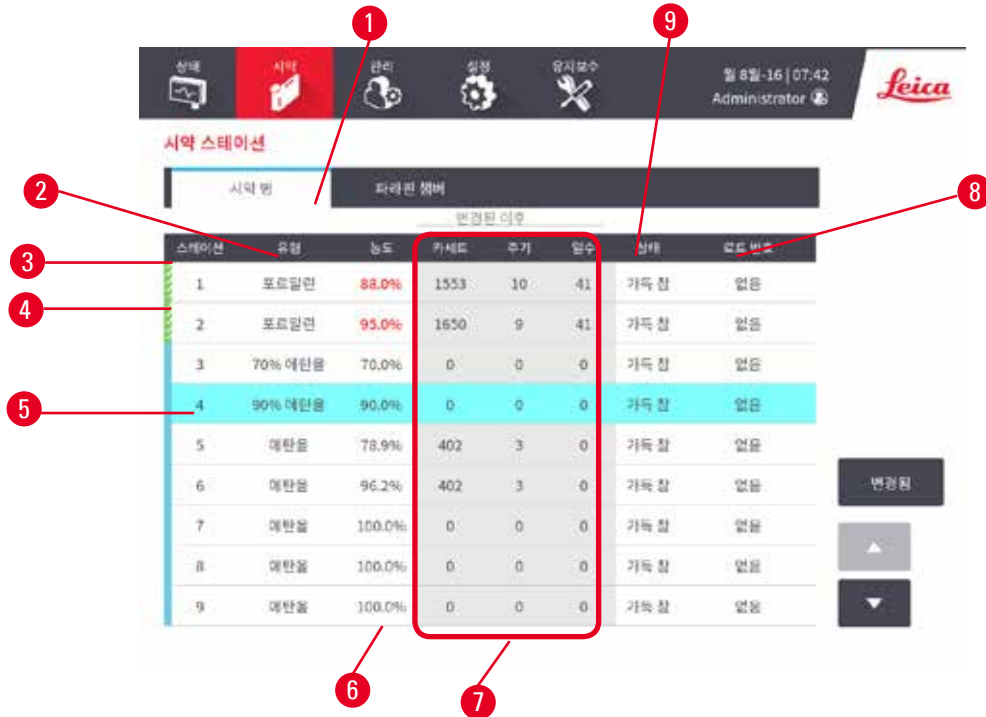 1
9
상태 시약 관리 설정 유지보수
월 8월-16 | 07:42
Administrator
Leica
시약 스테이션
시약 병 파라핀 챔버
2
8
변경된 이후
스테이션 유형 농도 카세트 주기 일수 상태 로트 번호
3
1 포르말린 88.0% 1553 10 41 가득 참 없음
4
2 포르말린 95.0% 1650 9 41 가득 참 없음
3 70% 에탄올 70.0% 0 0 0 가득 참 없음
5
4 90% 에탄올 90.0% 0 0 0 가득 참 없음
5 에탄올 78.9% 402 3 0 가득 참 없음
6 에탄올 96.2% 402 3 0 가득 참 없음
변경됨
7 에탄올 100.0% 0 0 0 가득 참 없음
8 에탄올 100.0% 0 0 0 가득 참 없음
9 에탄올 100.0% 0 0 0 가득 참 없음
6
7